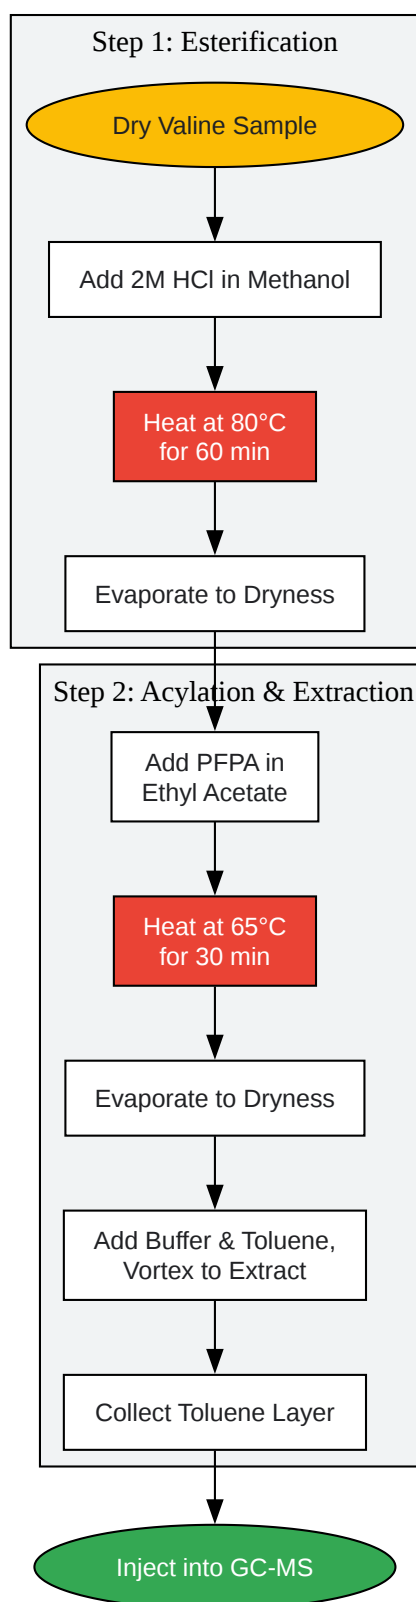 Step 1: Esterification
Dry Valine Sample
Add 2M HCl in Methanol
Heat at 80°C
for 60 min
Evaporate to Dryness
Step 2: Acylation & Extraction
Add PFPA in
Ethyl Acetate
Heat at 65°C
for 30 min
Evaporate to Dryness
Add Buffer & Toluene,
Vortex to Extract
Collect Toluene Layer
Inject into GC-MS